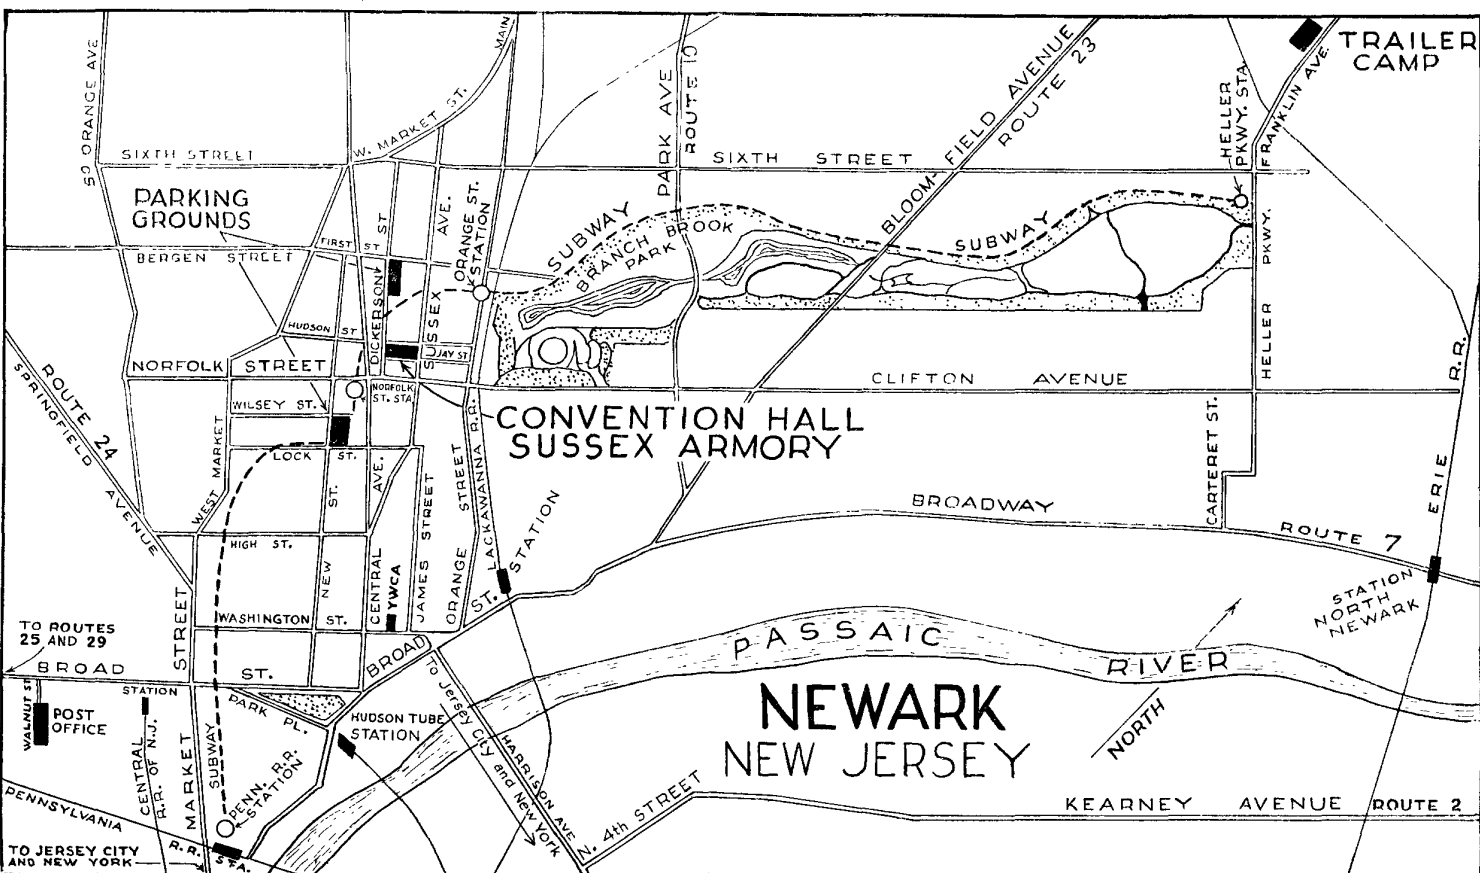 SO ORANGE AVE
MAIN
W. MARKET ST.
SIXTH STREET
PARKING
GROUNDS
FIRST ST
BERGEN STREET
ST
AVE.
ORANGE ST.
STATION
SUBWAY
BRANCH BROOK
PARK
PARK AVE
ROUTE 10
SIXTH STREET
BLOOM-FIELD AVENUE
ROUTE 23
SUBWAY
HELLER
PKWY. STA.
FRANKLIN AVE.
TRAILER
CAMP
HELLER PKWY.
HUDSON ST
DICKERSON
SUSSEX
JAY ST
NORFOLK STREET
NORFOLK
ST. STA
WILSEY ST.
LOCK ST.
ROUTE 24
SPRINGFIELD AVENUE
WEST MARKET
CONVENTION HALL
SUSSEX ARMORY
CLIFTON AVENUE
CARTERET ST.
ERIE R.R.
BROADWAY
ROUTE 7
STATION
NORTH
NEWARK
HIGH ST.
NEW ST.
CENTRAL AVE.
YWCA
JAMES STREET
ORANGE STREET
LACKAWANNA R.R.
STATION
WASHINGTON ST.
TO ROUTES
25 AND 29
BROAD ST.
BROAD ST.
WALNUT ST
POST
OFFICE
STATION
CENTRAL
R.R. OF N.J.
MARKET STREET
SUBWAY
PARK PL.
PENN. R.R.
STATION
HUDSON TUBE
STATION
To Jersey City and New York
HARRISON AVE
N. 4th STREET
PASSAIC RIVER
NEWARK
NEW JERSEY
NORTH
KEARNEY AVENUE ROUTE 2
PENNSYLVANIA R.R. STA.
TO JERSEY CITY
AND NEW YORK